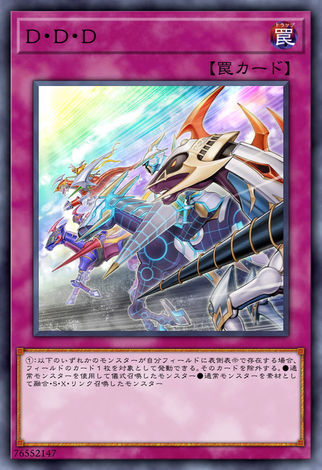 D・D・D
トラップ
罠
【罠カード】
①:以下のいずれかのモンスターが自分フィールドに表側表示で存在する場合、
フィールドのカード1枚を対象として発動できる。そのカードを除外する。●通
常モンスターを使用して儀式召喚したモンスター●通常モンスターを素材とし
て融合・S・X・リンク召喚したモンスター
76552147